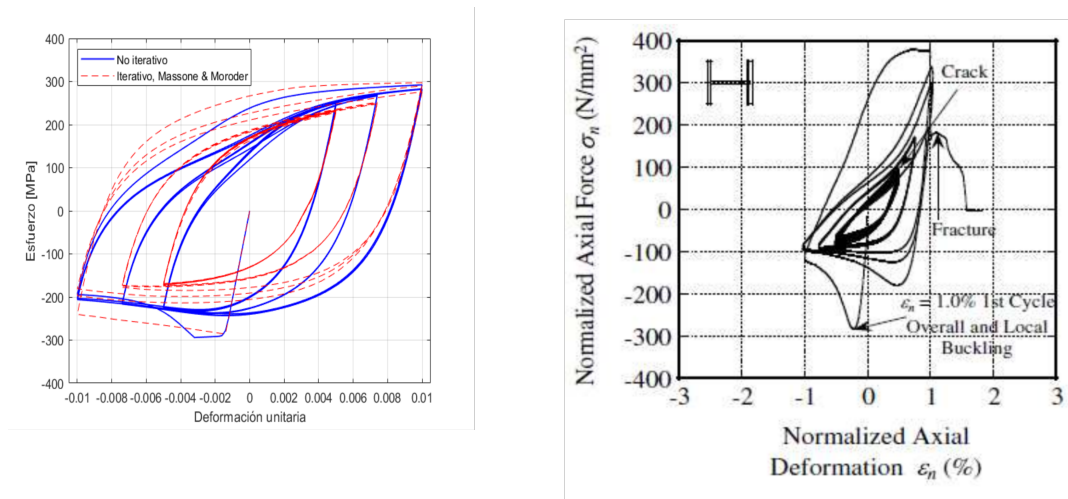 400
300
200
100
0
-100
-200
-300
-400
Esfuerzo [MPa]
No iterativo
Iterativo, Massone & Moroder
-0.01 -0.008 -0.006 -0.004 -0.002 0 0.002 0.004 0.006 0.008 0.01
Deformación unitaria
400
300
200
100
0
-100
-200
-300
-400
Normalized Axial Force σn (N/mm²)
Crack
Fracture
εn = 1.0% 1st Cycle
Overall and Local
Buckling
-3 -2 -1 0 1 2 3
Normalized Axial
Deformation εn (%)